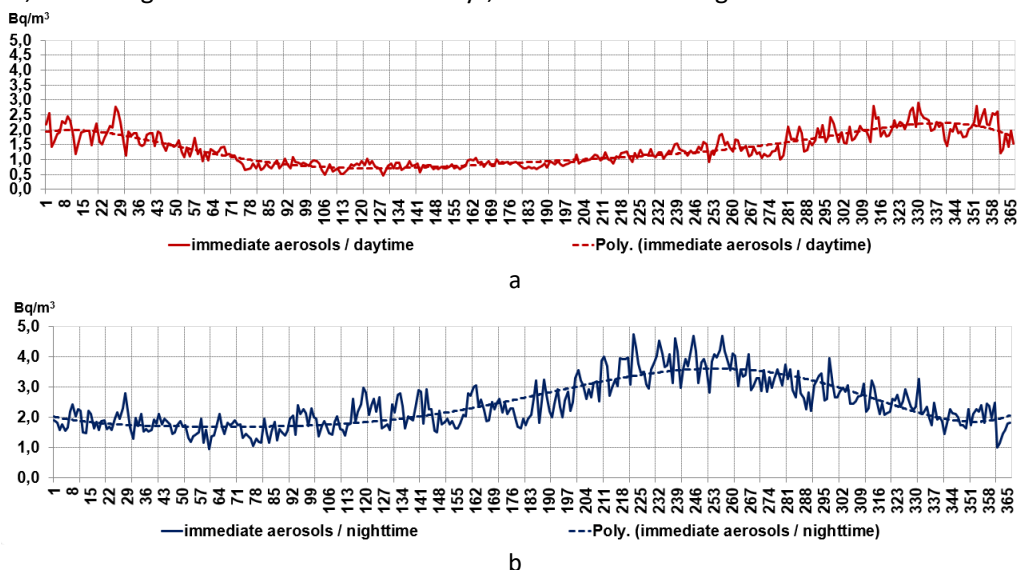 Bq/m³
5,0
4,5
4,0
3,5
3,0
2,5
2,0
1,5
1,0
0,5
0,0
1 8 15 22 29 36 43 50 57 64 71 78 85 92 99 106 113 120 127 134 141 148 155 162 169 176 183 190 197 204 211 218 225 232 239 246 253 260 267 274 281 288 295 302 309 316 323 330 337 344 351 358 365
immediate aerosols / daytime Poly. (immediate aerosols / daytime)
a
Bq/m³
5,0
4,0
3,0
2,0
1,0
0,0
1 8 15 22 29 36 43 50 57 64 71 78 85 92 99 106 113 120 127 134 141 148 155 162 169 176 183 190 197 204 211 218 225 232 239 246 253 260 267 274 281 288 295 302 309 316 323 330 337 344 351 358 365
immediate aerosols / nighttime Poly. (immediate aerosols / nighttime)
b